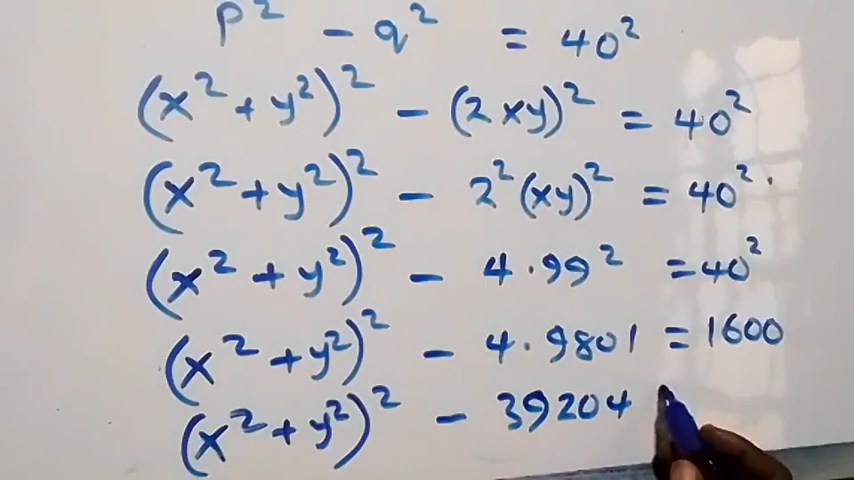 p² - q² = 40²
(x² + y²)² - (2xy)² = 40²
(x² + y²)² - 2²(xy)² = 40²·
(x² + y²)² - 4·99² = 40²
(x² + y²)² - 4·9801 = 1600
(x² + y²)² - 39204